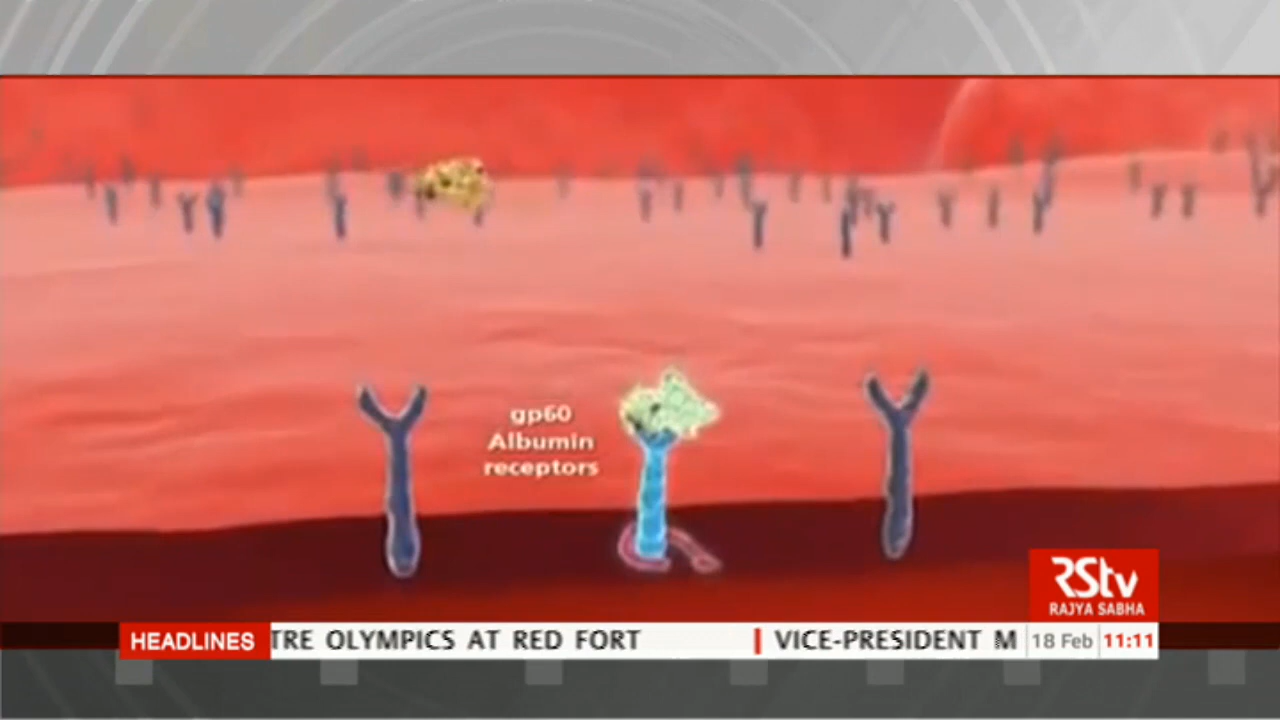 gp60
Albumin
receptors
RStv
RAJYA SABHA
HEADLINES
TRE OLYMPICS AT RED FORT
VICE-PRESIDENT M
18 Feb
11:11